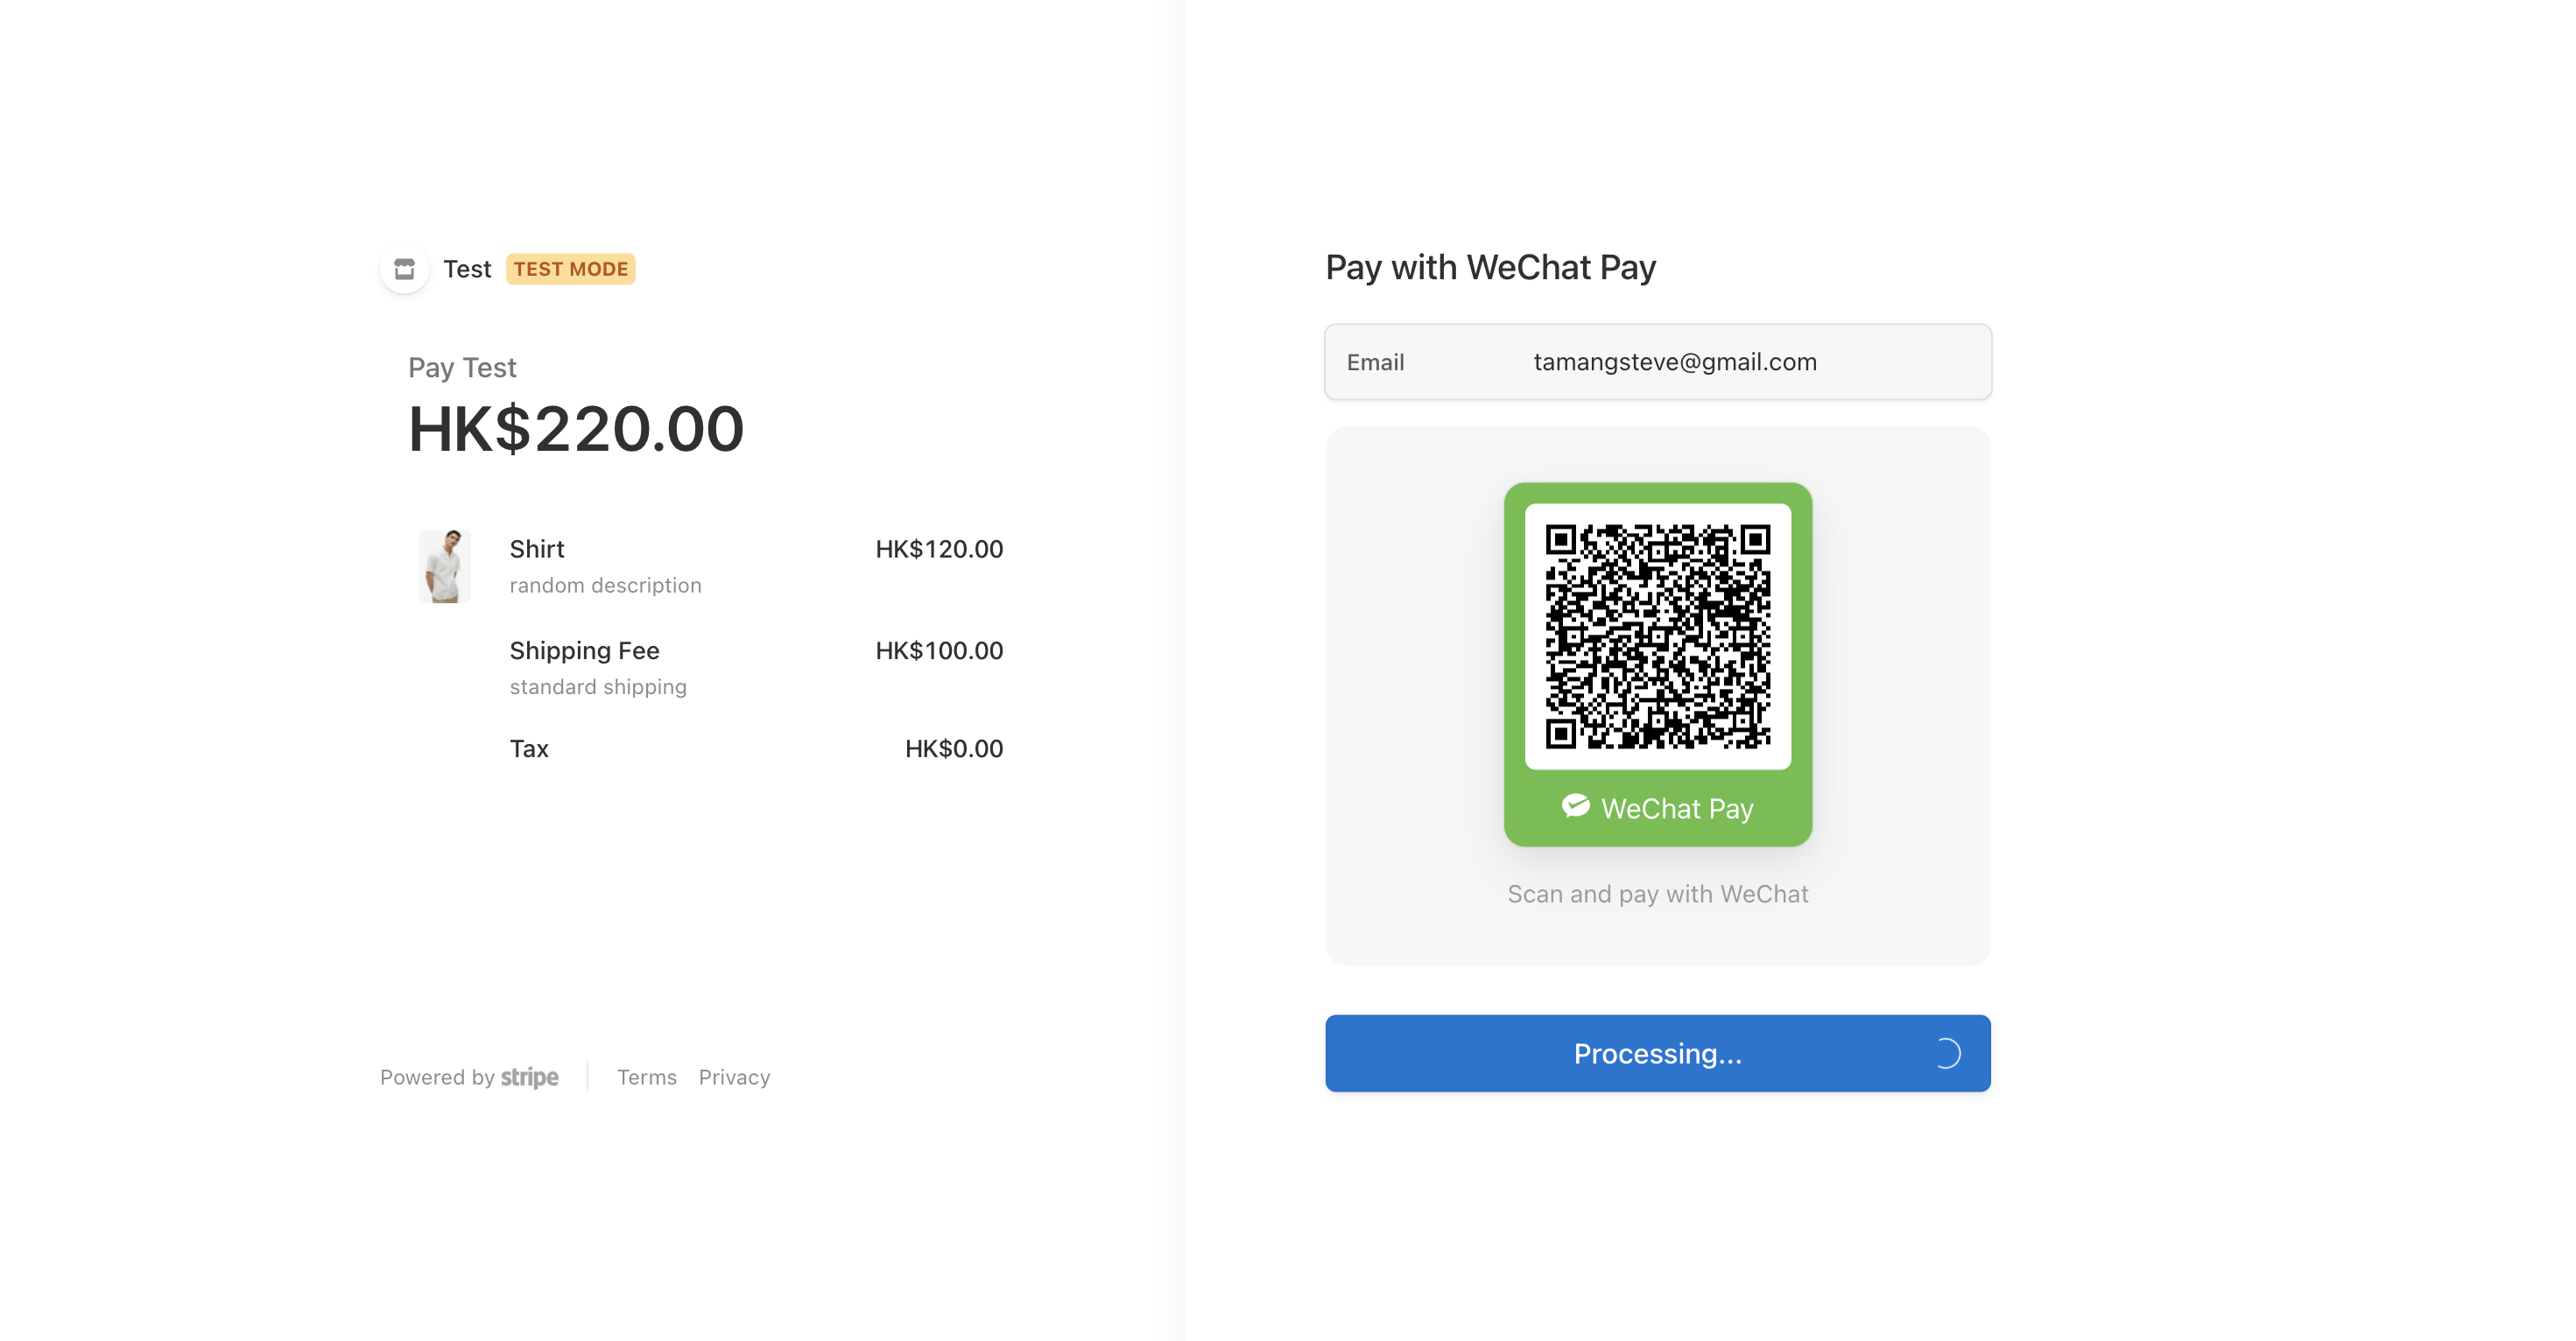 Test TEST MODE
Pay Test
HK$220.00
Shirt HK$120.00
random description
Shipping Fee HK$100.00
standard shipping
Tax HK$0.00
Powered by stripe Terms Privacy
Pay with WeChat Pay
Email tamangsteve@gmail.com
WeChat Pay
Scan and pay with WeChat
Processing...